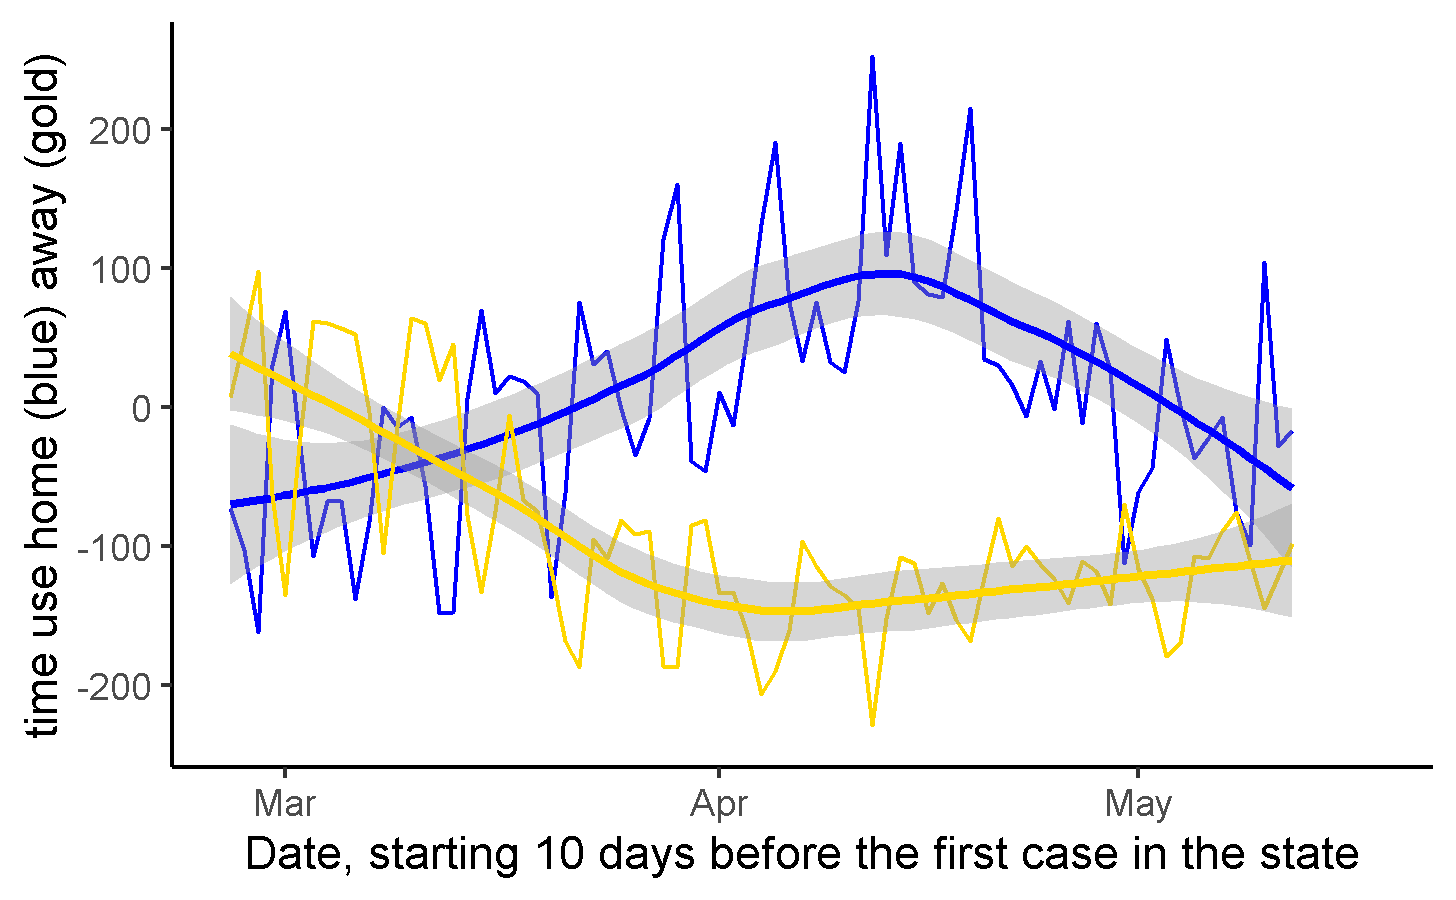 time use home (blue) away (gold)
200
100
0
-100
-200
Mar Apr May
Date, starting 10 days before the first case in the state